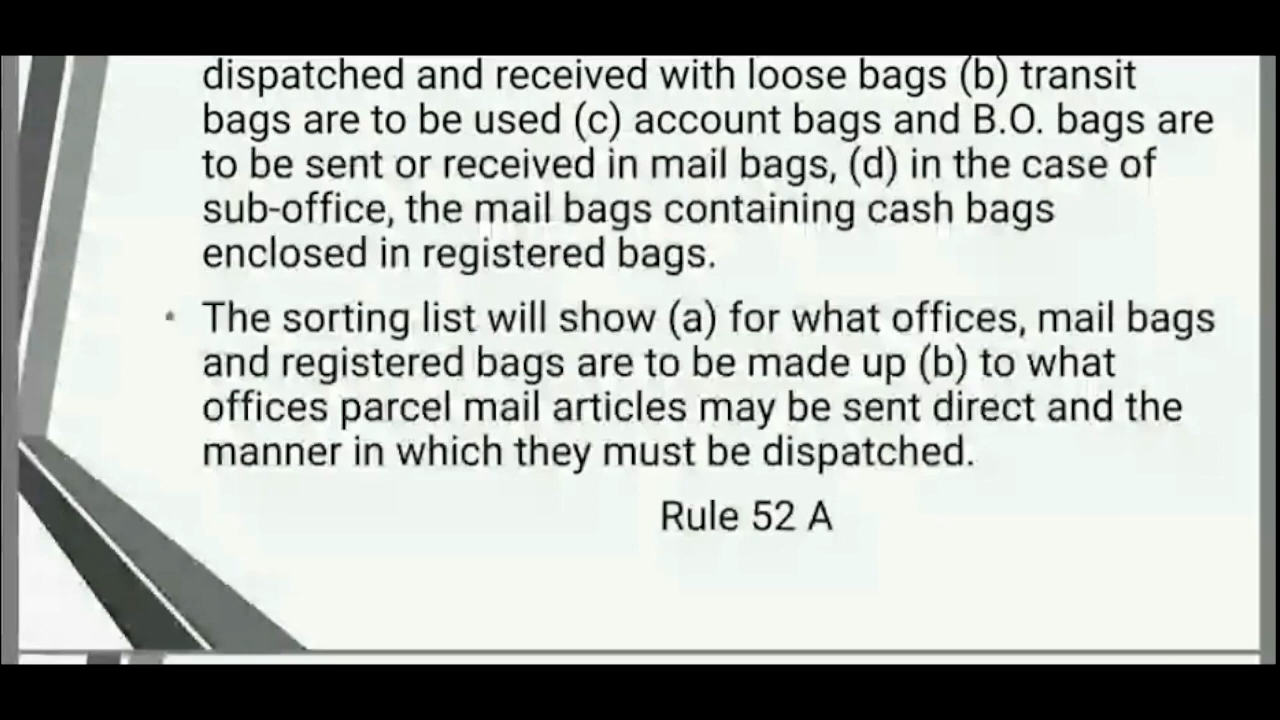 dispatched and received with loose bags (b) transit
bags are to be used (c) account bags and B.O. bags are
to be sent or received in mail bags, (d) in the case of
sub-office, the mail bags containing cash bags
enclosed in registered bags.
• The sorting list will show (a) for what offices, mail bags
and registered bags are to be made up (b) to what
offices parcel mail articles may be sent direct and the
manner in which they must be dispatched.
Rule 52 A